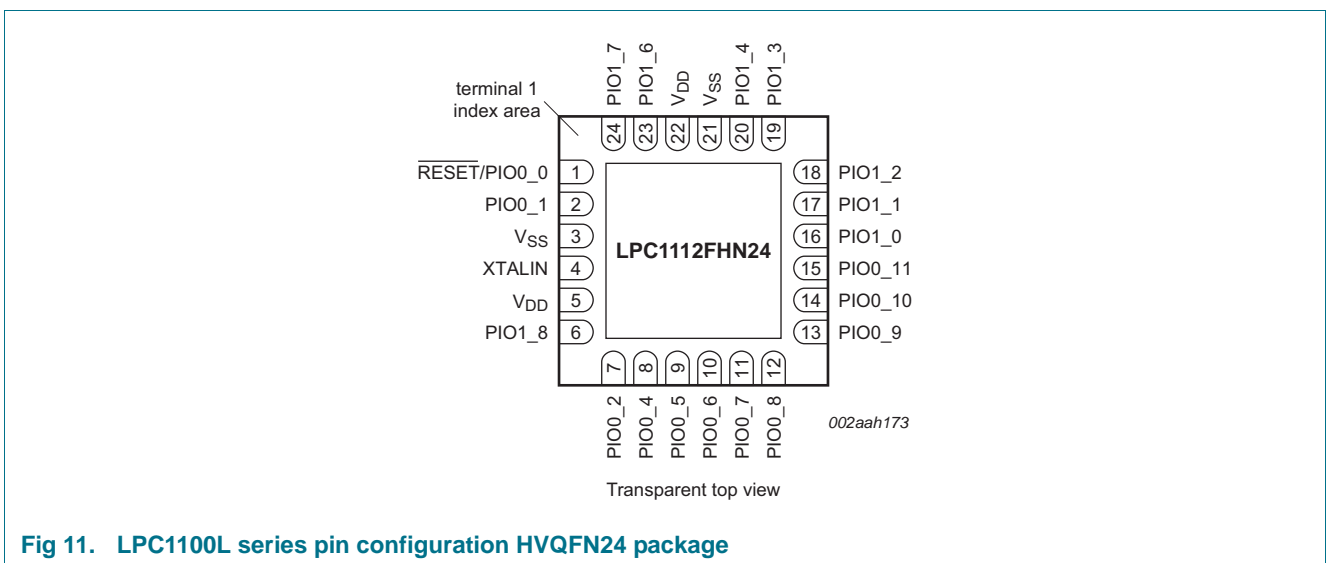 terminal 1
index area
PIO1_7
PIO1_6
VDD
VSS
PIO1_4
PIO1_3
24
23
22
21
20
19
RESET/PIO0_0 1
PIO0_1 2
VSS 3
XTALIN 4
VDD 5
PIO1_8 6
LPC1112FHN24
18 PIO1_2
17 PIO1_1
16 PIO1_0
15 PIO0_11
14 PIO0_10
13 PIO0_9
7
8
9
10
11
12
PIO0_2
PIO0_4
PIO0_5
PIO0_6
PIO0_7
PIO0_8
002aah173
Transparent top view
Fig 11. LPC1100L series pin configuration HVQFN24 package